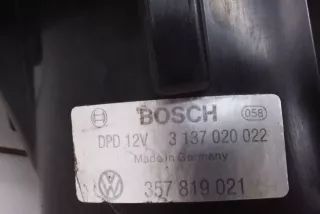 BOSCH 058
DPD 12V 3 137 020 022
Made in Germany
357 819 021